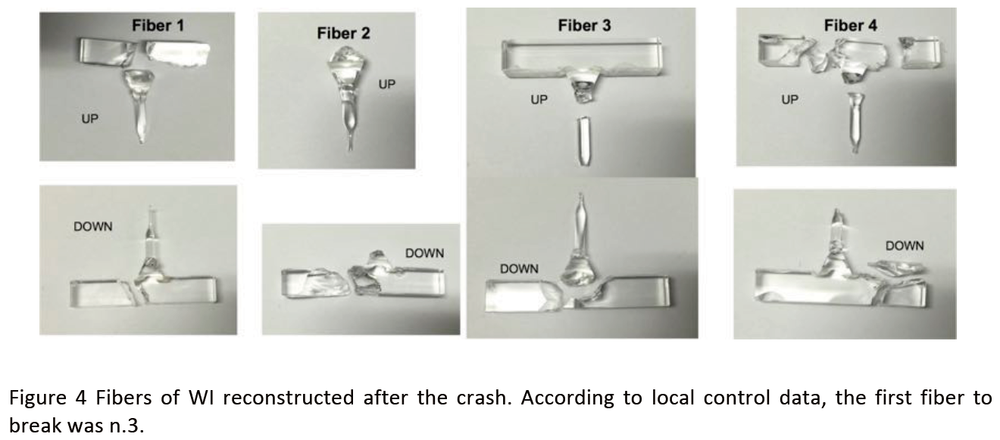 Fiber 1
UP
Fiber 2
UP
Fiber 3
UP
Fiber 4
UP
DOWN
DOWN
DOWN
DOWN
Figure 4 Fibers of WI reconstructed after the crash. According to local control data, the first fiber to
break was n.3.